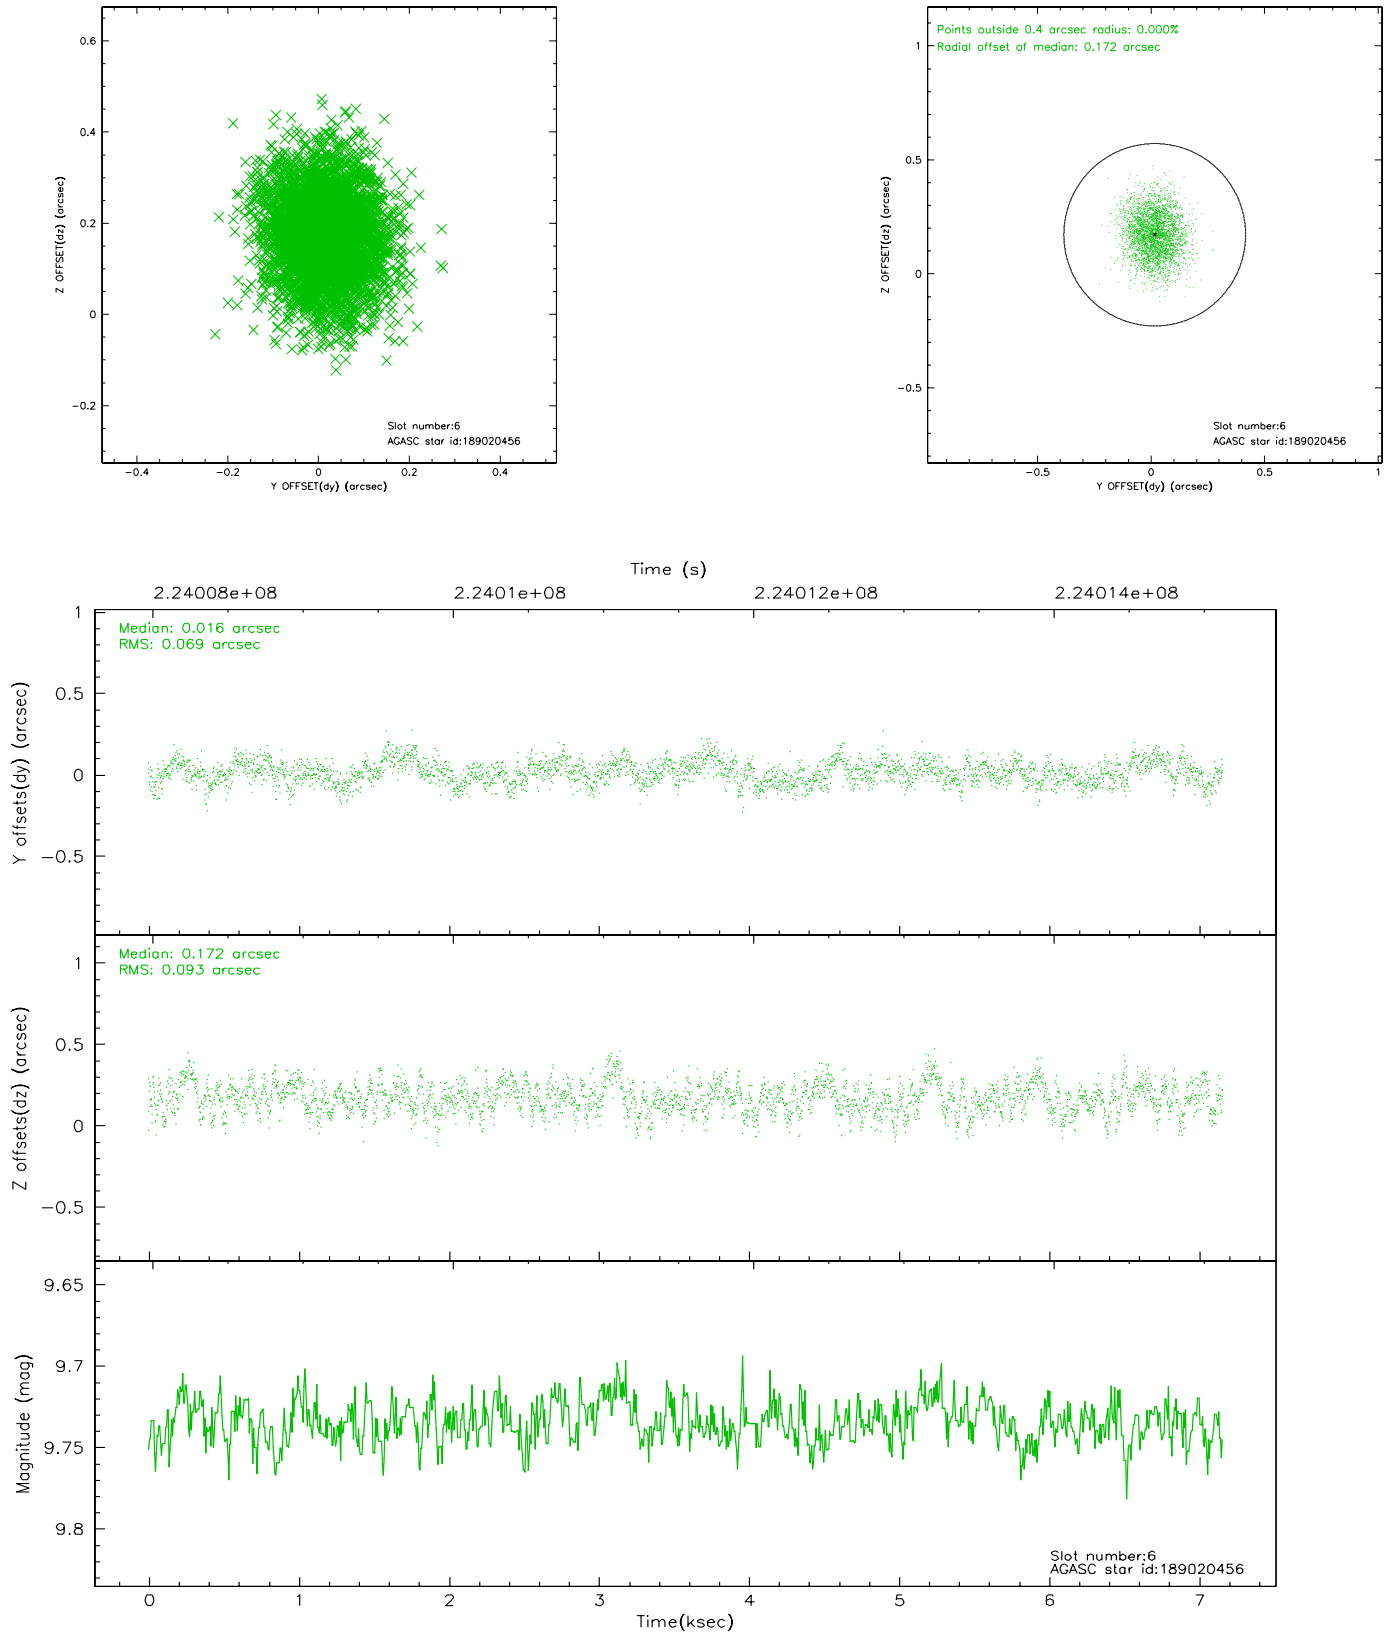 0.6
0.4
0.2
0
−0.2
Z OFFSET(dz) (arcsec)
−0.4 −0.2 0 0.2 0.4
Y OFFSET(dy) (arcsec)
Slot number:6
AGASC star id:189020456
Points outside 0.4 arcsec radius: 0.000%
Radial offset of median: 0.172 arcsec
1
0.5
0
−0.5
Z OFFSET(dz) (arcsec)
−0.5 0 0.5 1
Y OFFSET(dy) (arcsec)
Slot number:6
AGASC star id:189020456
Time (s)
2.24008e+08 2.2401e+08 2.24012e+08 2.24014e+08
Median: 0.016 arcsec
RMS: 0.069 arcsec
1
0.5
0
−0.5
Y offsets(dy) (arcsec)
Median: 0.172 arcsec
RMS: 0.093 arcsec
1
0.5
0
−0.5
Z offsets(dz) (arcsec)
9.65
9.7
9.75
9.8
Magnitude (mag)
Slot number:6
AGASC star id:189020456
0 1 2 3 4 5 6 7
Time(ksec)